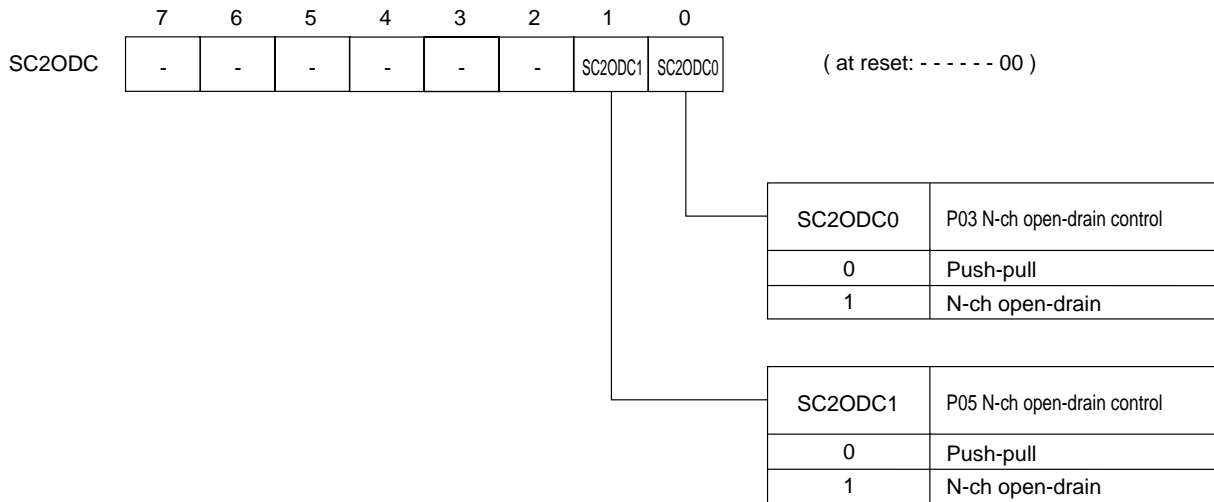 7 6 5 4 3 2 1 0
SC2ODC - - - - - - SC2ODC1 SC2ODC0 ( at reset: - - - - - - 00 )
SC2ODC0 P03 N-ch open-drain control
0 Push-pull
1 N-ch open-drain
SC2ODC1 P05 N-ch open-drain control
0 Push-pull
1 N-ch open-drain